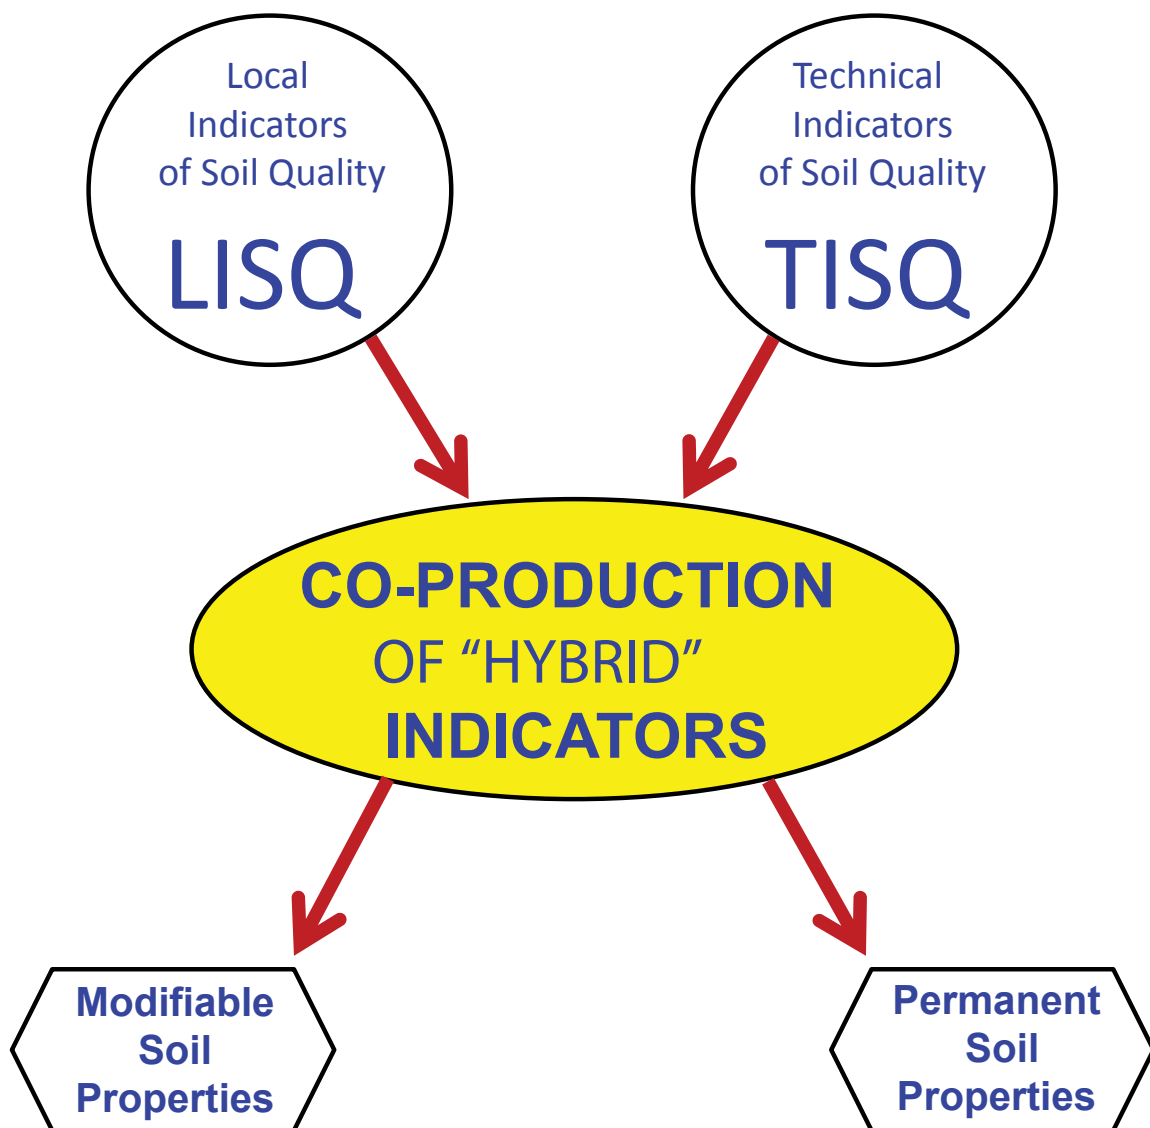 Local
Indicators
of Soil Quality
LISQ
Technical
Indicators
of Soil Quality
TISQ
CO-PRODUCTION
OF “HYBRID”
INDICATORS
Modifiable
Soil
Properties
Permanent
Soil
Properties